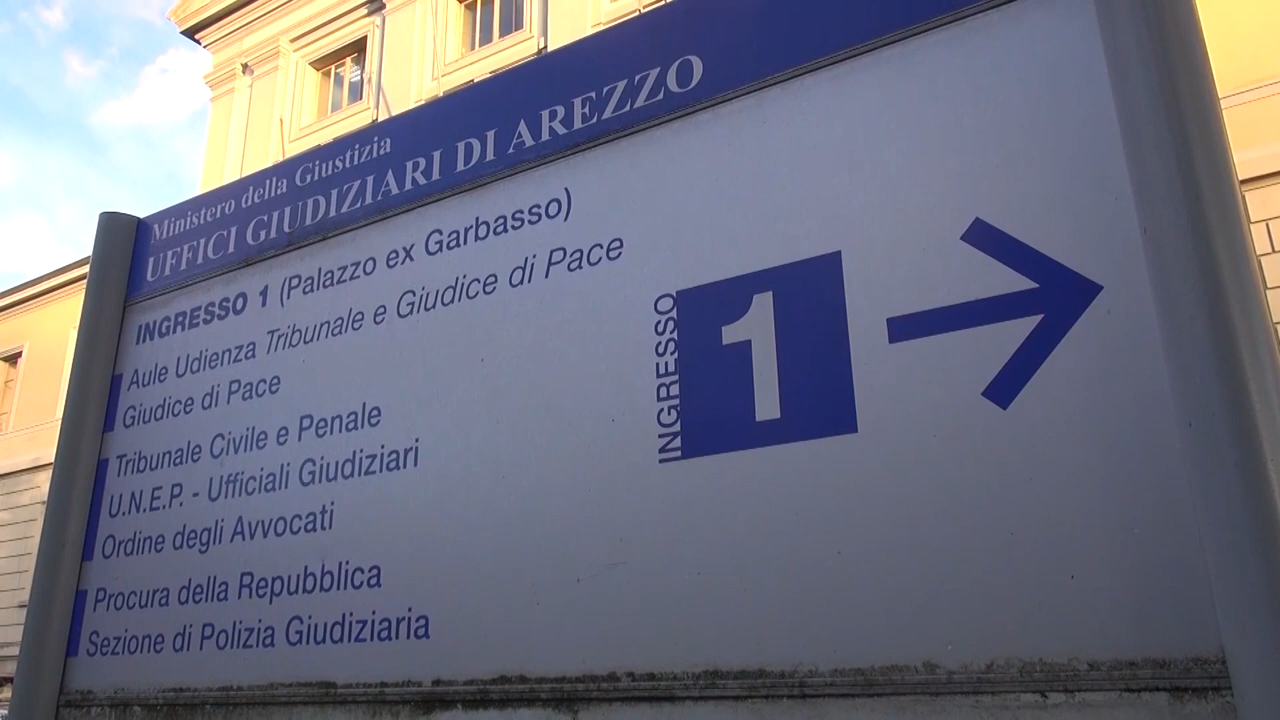 Ministero della Giustizia
UFFICI GIUDIZIARI DI AREZZO
INGRESSO 1 (Palazzo ex Garbasso)
Aule Udienza Tribunale e Giudice di Pace
Giudice di Pace
Tribunale Civile e Penale
U.N.E.P. - Ufficiali Giudiziari
Ordine degli Avvocati
Procura della Repubblica
Sezione di Polizia Giudiziaria
INGRESSO
1